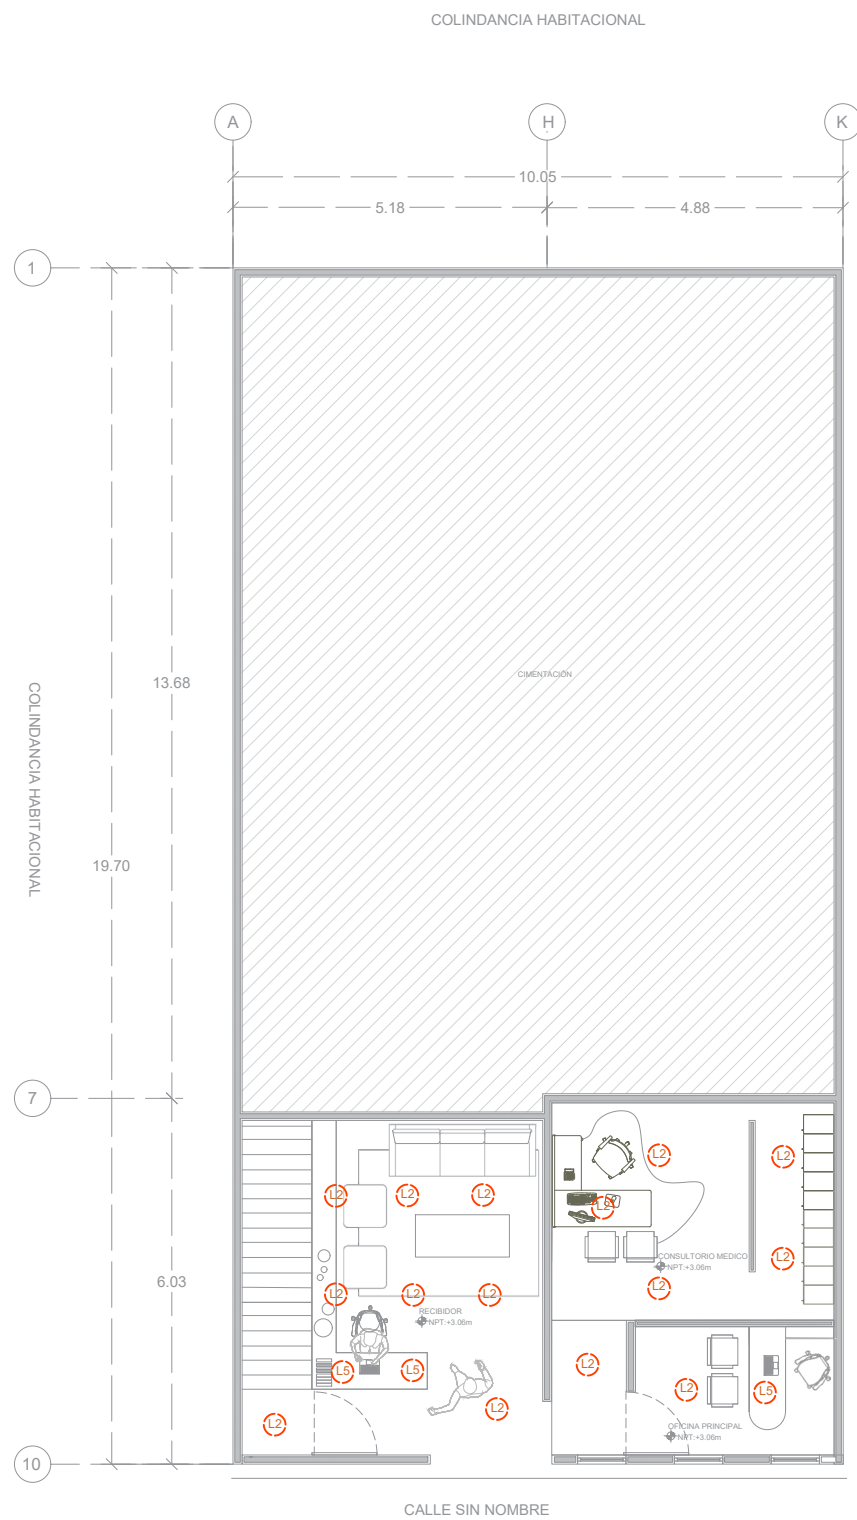 COLINDANCIA HABITACIONAL
A H K
10.05
5.18 4.88
1
CIMENTACIÓN
13.68
COLINDANCIA HABITACIONAL
19.70
7
L2 L2
L2 L2 L2 L2
CONSULTORIO MEDICO
NPT:+3.06m
L2
6.03
L2 L2 L2 L2
RECIBIDOR
NPT:+3.06m
L2
L5 L5
L2 L5
L2
L2
OFICINA PRINCIPAL
NPT:+3.06m
10
CALLE SIN NOMBRE